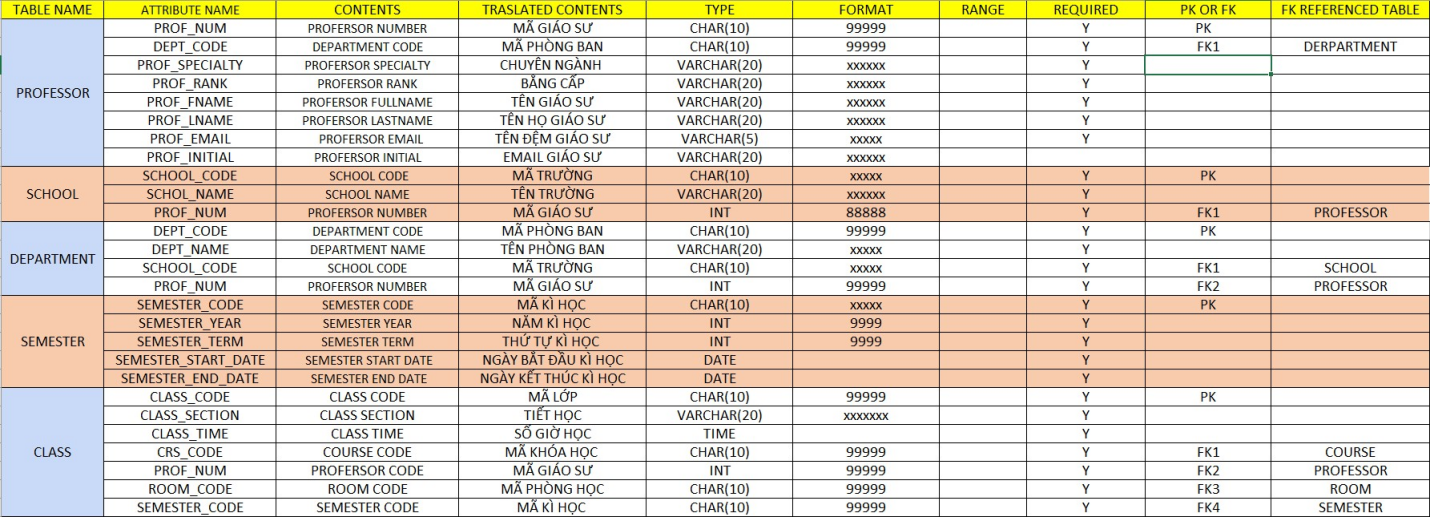 TABLE NAME ATTRIBUTE NAME CONTENTS TRASLATED CONTENTS TYPE FORMAT RANGE REQUIRED PK OR FK FK REFERENCED TABLE
PROFESSOR
PROF_NUM PROFERSOR NUMBER MÃ GIÁO SƯ CHAR(10) 99999 Y PK
DEPT_CODE DEPARTMENT CODE MÃ PHÒNG BAN CHAR(10) 99999 Y FK1 DERPARTMENT
PROF_SPECIALTY PROFERSOR SPECIALTY CHUYÊN NGÀNH VARCHAR(20) xxxxxx Y
PROF_RANK PROFERSOR RANK BẰNG CẤP VARCHAR(20) xxxxxx Y
PROF_FNAME PROFERSOR FULLNAME TÊN GIÁO SƯ VARCHAR(20) xxxxxx Y
PROF_LNAME PROFERSOR LASTNAME TÊN HỌ GIÁO SƯ VARCHAR(20) xxxxxx Y
PROF_EMAIL PROFERSOR EMAIL TÊN ĐỆM GIÁO SƯ VARCHAR(5) xxxxx Y
PROF_INITIAL PROFERSOR INITIAL EMAIL GIÁO SƯ VARCHAR(20) xxxxxx
SCHOOL
SCHOOL_CODE SCHOOL CODE MÃ TRƯỜNG CHAR(10) xxxxx Y PK
SCHOL_NAME SCHOOL NAME TÊN TRƯỜNG VARCHAR(20) xxxxxx Y
PROF_NUM PROFERSOR NUMBER MÃ GIÁO SƯ INT 88888 Y FK1 PROFESSOR
DEPARTMENT
DEPT_CODE DEPARTMENT CODE MÃ PHÒNG BAN CHAR(10) 99999 Y PK
DEPT_NAME DEPARTMENT NAME TÊN PHÒNG BAN VARCHAR(20) xxxxx Y
SCHOOL_CODE SCHOOL CODE MÃ TRƯỜNG CHAR(10) xxxxx Y FK1 SCHOOL
PROF_NUM PROFERSOR NUMBER MÃ GIÁO SƯ INT 99999 Y FK2 PROFESSOR
SEMESTER
SEMESTER_CODE SEMESTER CODE MÃ KÌ HỌC CHAR(10) xxxxx Y PK
SEMESTER_YEAR SEMESTER YEAR NĂM KÌ HỌC INT 9999 Y
SEMESTER_TERM SEMESTER TERM THỨ TỰ KÌ HỌC INT 9999 Y
SEMESTER_START_DATE SEMESTER START DATE NGÀY BẮT ĐẦU KÌ HỌC DATE Y
SEMESTER_END_DATE SEMESTER END DATE NGÀY KẾT THÚC KÌ HỌC DATE Y
CLASS
CLASS_CODE CLASS CODE MÃ LỚP CHAR(10) 99999 Y PK
CLASS_SECTION CLASS SECTION TIẾT HỌC VARCHAR(20) xxxxxxx Y
CLASS_TIME CLASS TIME SỐ GIỜ HỌC TIME Y
CRS_CODE COURSE CODE MÃ KHÓA HỌC CHAR(10) 99999 Y FK1 COURSE
PROF_NUM PROFERSOR CODE MÃ GIÁO SƯ INT 99999 Y FK2 PROFESSOR
ROOM_CODE ROOM CODE MÃ PHÒNG HỌC CHAR(10) 99999 Y FK3 ROOM
SEMESTER_CODE SEMESTER CODE MÃ KÌ HỌC CHAR(10) 99999 Y FK4 SEMESTER